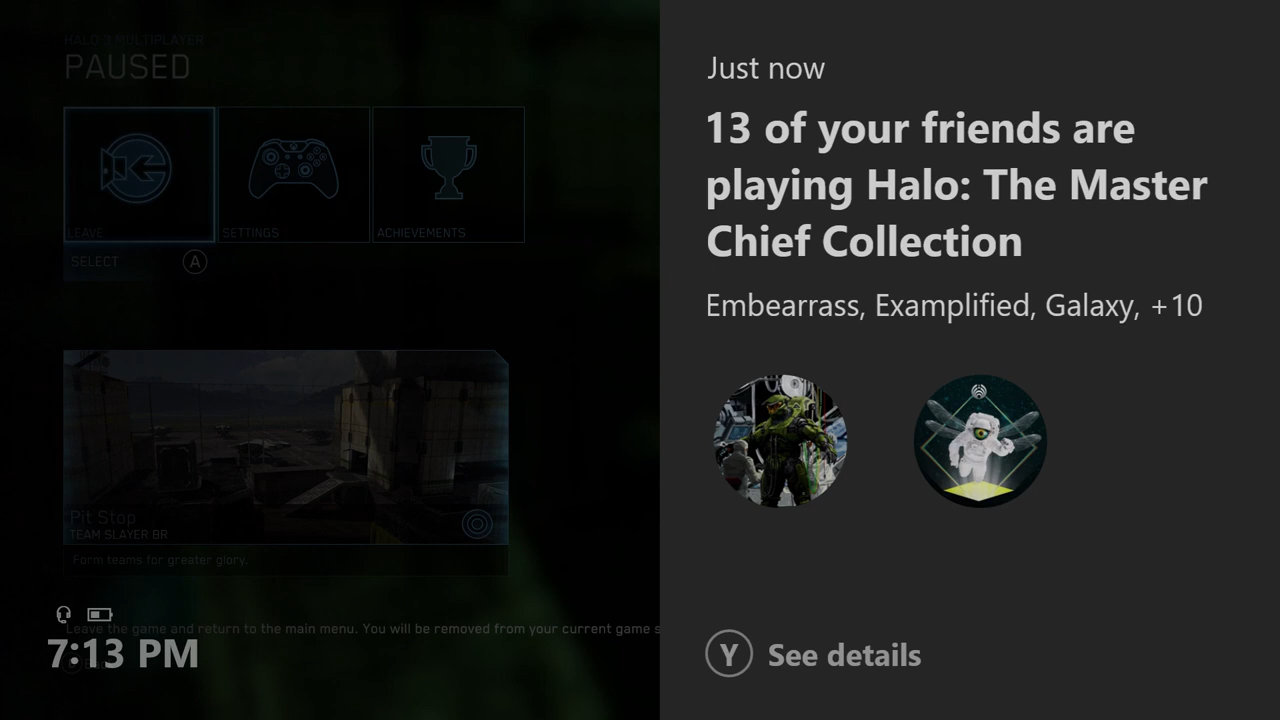 HALO 3 MULTIPLAYER
PAUSED
LEAVE
SETTINGS
ACHIEVEMENTS
SELECT
A
Pit Stop
TEAM SLAYER BR
Form teams for greater glory.
Leave the game and return to the main menu. You will be removed from your current game s
7:13 PM
Just now
13 of your friends are
playing Halo: The Master
Chief Collection
Embearrass, Examplified, Galaxy, +10
Y See details